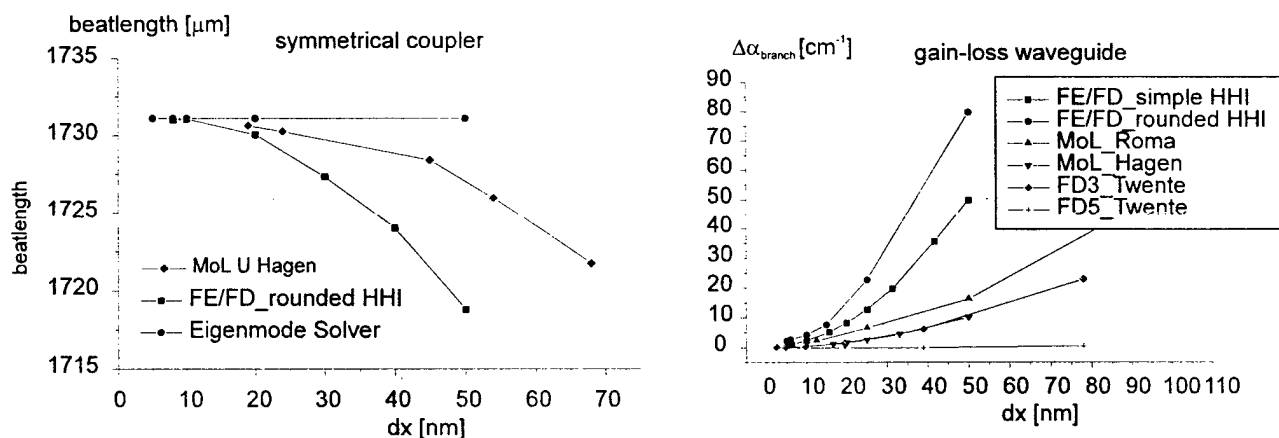 beatlength [μm]
symmetrical coupler
1735
1730
1725
1720
1715
beatlength
MoL U Hagen
FE/FD_rounded HHI
Eigenmode Solver
0 10 20 30 40 50 60 70
dx [nm]
Δα branch [cm⁻¹]
gain-loss waveguide
90
80
70
60
50
40
30
20
10
0
FE/FD_simple HHI
FE/FD_rounded HHI
MoL_Roma
MoL_Hagen
FD3_Twente
FD5_Twente
0 10 20 30 40 50 60 70 80 90 100 110
dx [nm]